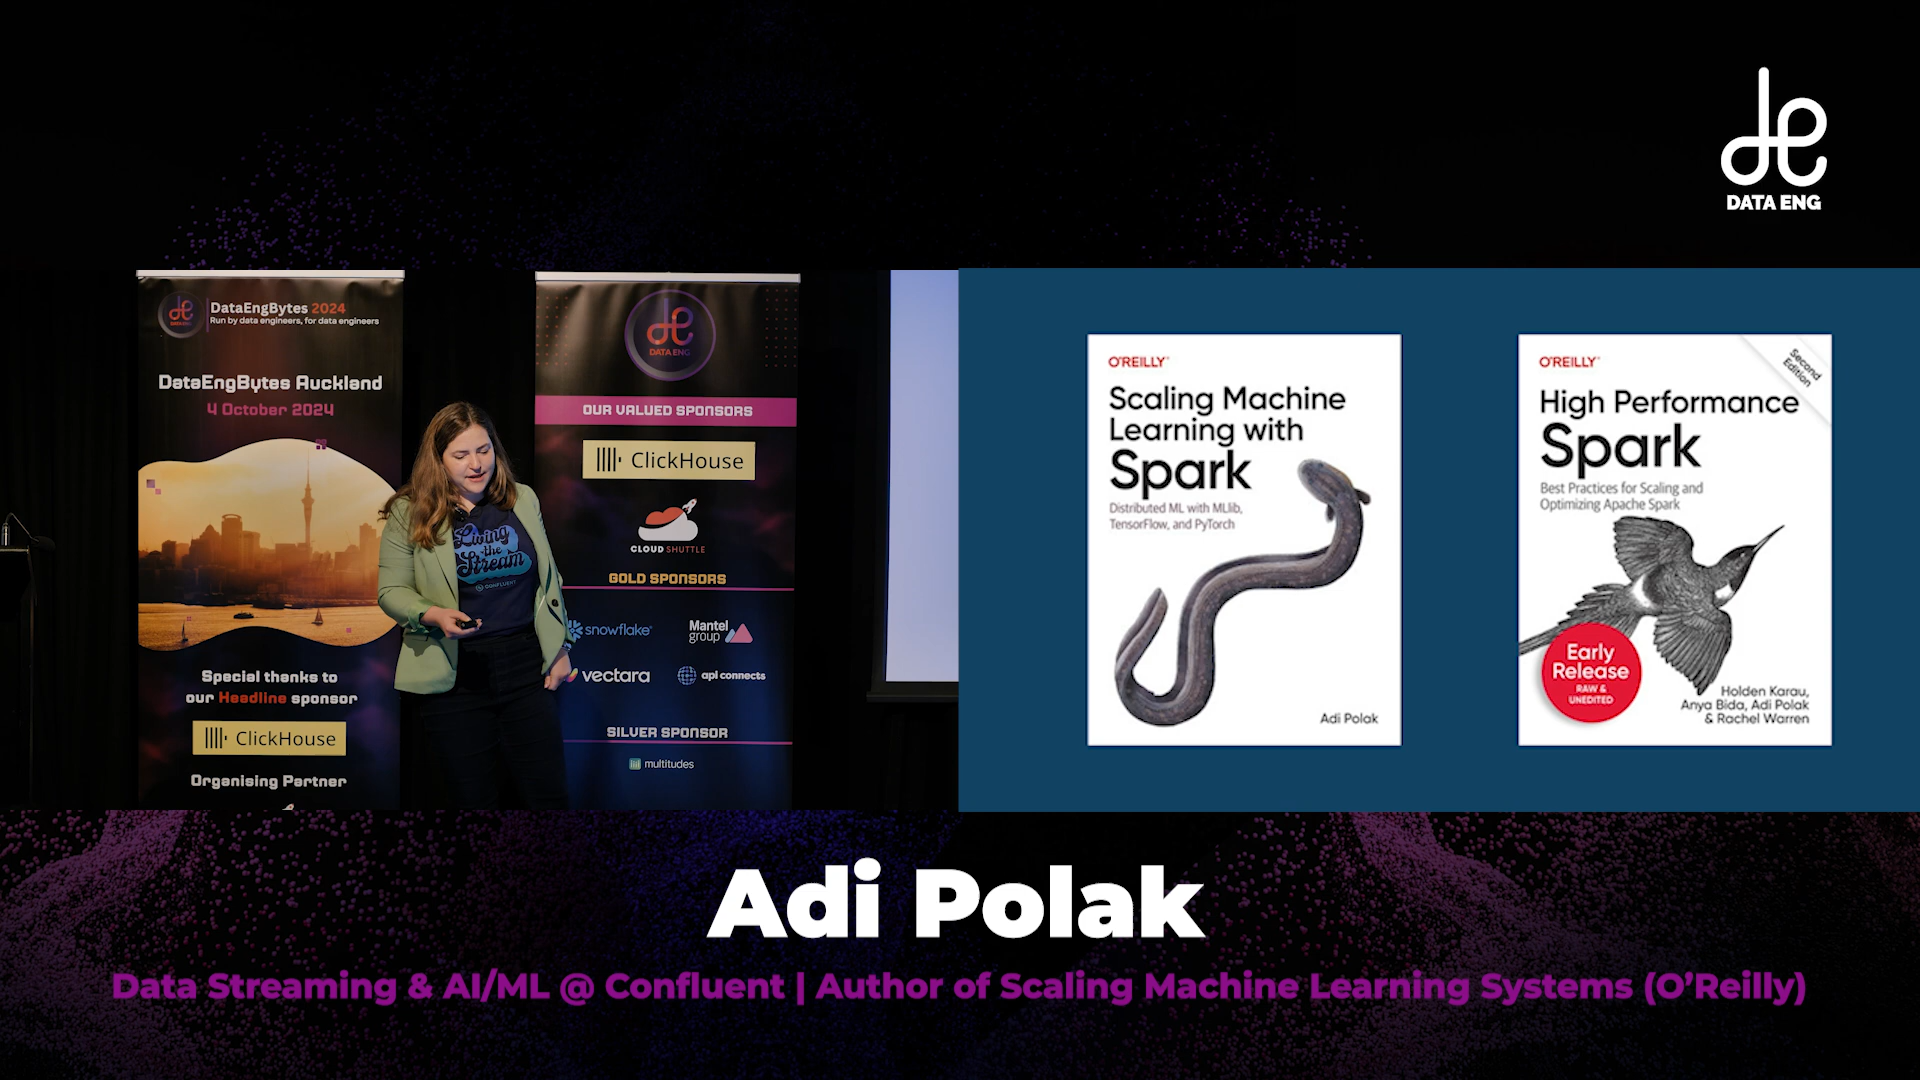 DATA ENG
DATA ENG
DataEngBytes 2024
Run by data engineers, for data engineers
DataEngBytes Auckland
4 October 2024
Special thanks to
our Headline sponsor
ClickHouse
Organising Partner
Living
-the-
Stream
CONFLUENT
DATA ENG
OUR VALUED SPONSORS
ClickHouse
CLOUD SHUTTLE
GOLD SPONSORS
snowflake
Mantel
group
vectara
api connects
SILVER SPONSOR
multitudes
O'REILLY
Scaling Machine
Learning with
Spark
Distributed ML with MLlib,
TensorFlow, and PyTorch
Adi Polak
O'REILLY
Second
Edition
High Performance
Spark
Best Practices for Scaling and
Optimizing Apache Spark
Early
Release
RAW &
UNEDITED
Holden Karau,
Anya Bida, Adi Polak
& Rachel Warren
Adi Polak
Data Streaming & AI/ML @ Confluent | Author of Scaling Machine Learning Systems (O’Reilly)